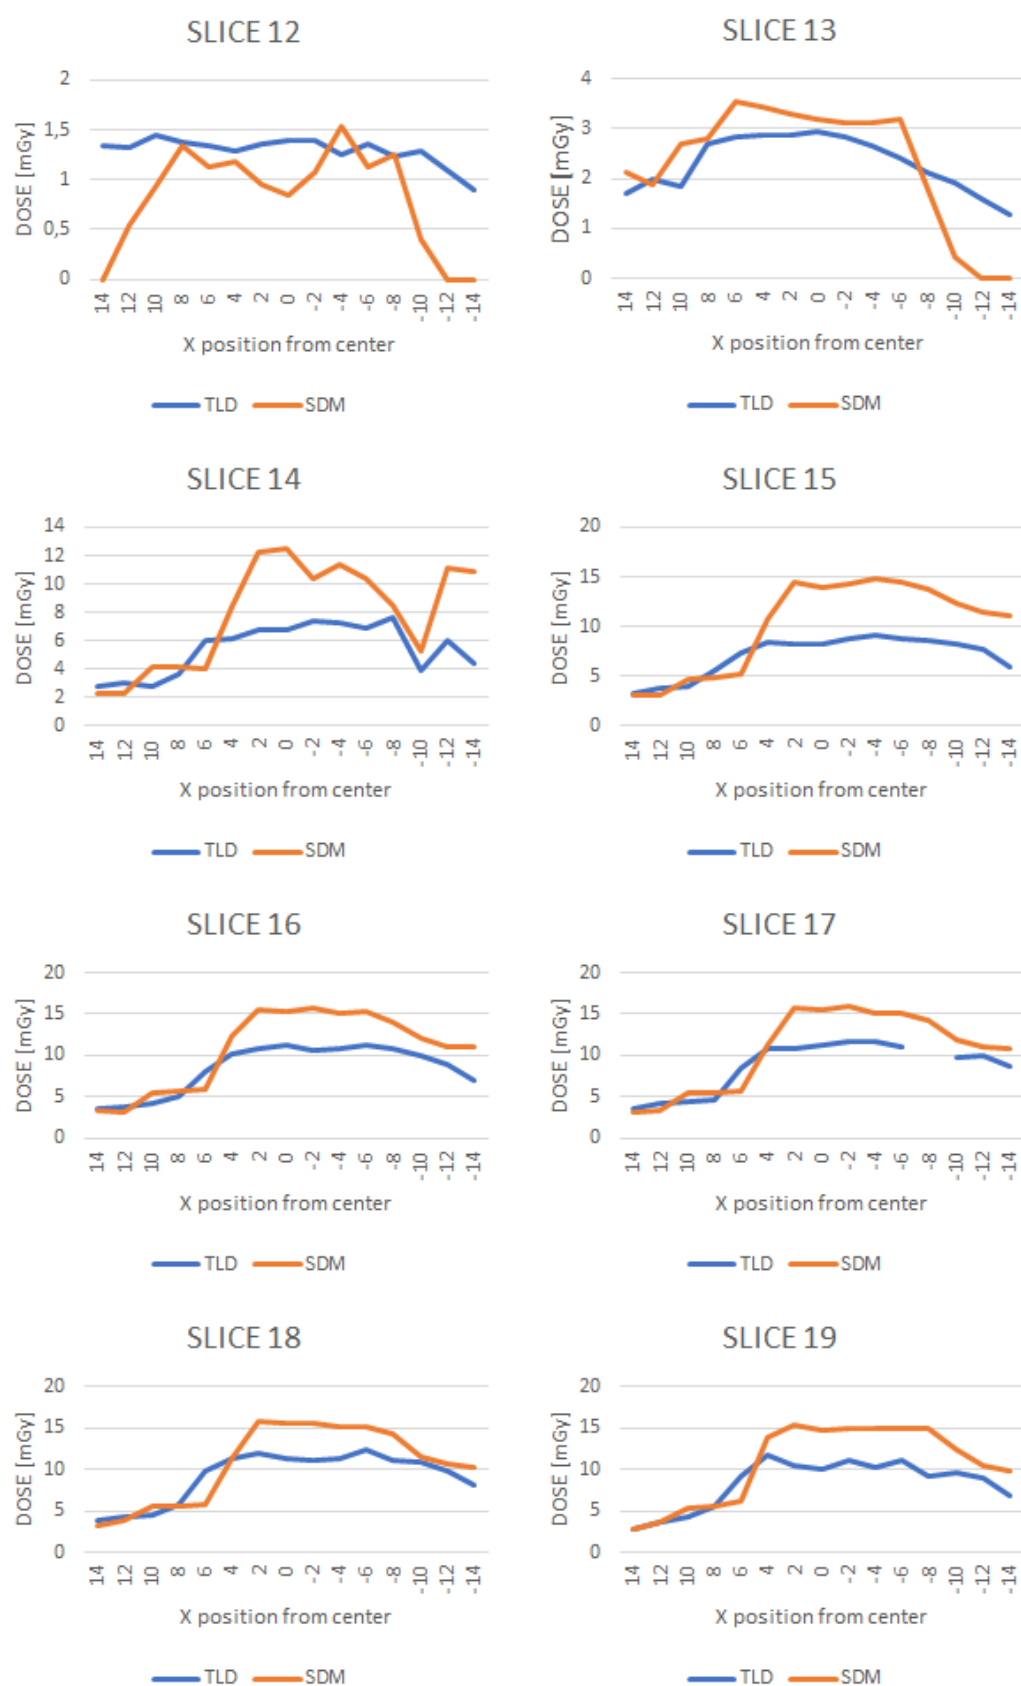 SLICE 12
DOSE [mGy]
2
1,5
1
0,5
0
14 12 10 8 6 4 2 0 -2 -4 -6 -8 -10 -12 -14
X position from center
TLD SDM
SLICE 13
DOSE [mGy]
4
3
2
1
0
14 12 10 8 6 4 2 0 -2 -4 -6 -8 -10 -12 -14
X position from center
TLD SDM
SLICE 14
DOSE [mGy]
14
12
10
8
6
4
2
0
14 12 10 8 6 4 2 0 -2 -4 -6 -8 -10 -12 -14
X position from center
TLD SDM
SLICE 15
DOSE [mGy]
20
15
10
5
0
14 12 10 8 6 4 2 0 -2 -4 -6 -8 -10 -12 -14
X position from center
TLD SDM
SLICE 16
DOSE [mGy]
20
15
10
5
0
14 12 10 8 6 4 2 0 -2 -4 -6 -8 -10 -12 -14
X position from center
TLD SDM
SLICE 17
DOSE [mGy]
20
15
10
5
0
14 12 10 8 6 4 2 0 -2 -4 -6 -8 -10 -12 -14
X position from center
TLD SDM
SLICE 18
DOSE [mGy]
20
15
10
5
0
14 12 10 8 6 4 2 0 -2 -4 -6 -8 -10 -12 -14
X position from center
TLD SDM
SLICE 19
DOSE [mGy]
20
15
10
5
0
14 12 10 8 6 4 2 0 -2 -4 -6 -8 -10 -12 -14
X position from center
TLD SDM